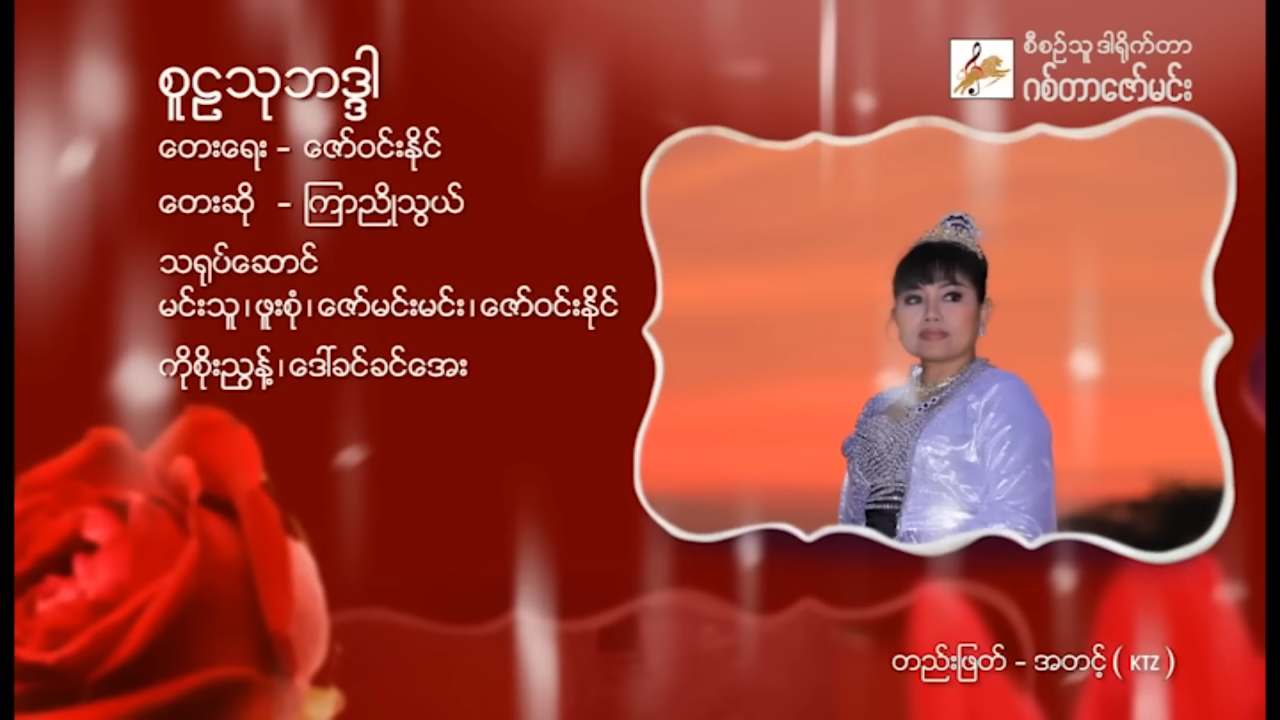 စူဠသုဘဒ္ဒါ
တေးရေး - ဇော်ဝင်းနိုင်
တေးဆို - ကြာညိုသွယ်
သရုပ်ဆောင်
မင်းသူ ၊ ဖူးစုံ ၊ ဇော်မင်းမင်း ၊ ဇော်ဝင်းနိုင်
ကိုစိုးညွန့် ၊ ဒေါ်ခင်ခင်အေး
စီစဉ်သူ ဒါရိုက်တာ
ဂစ်တာဇော်မင်း
တည်းဖြတ် - အတင့် ( KTZ )